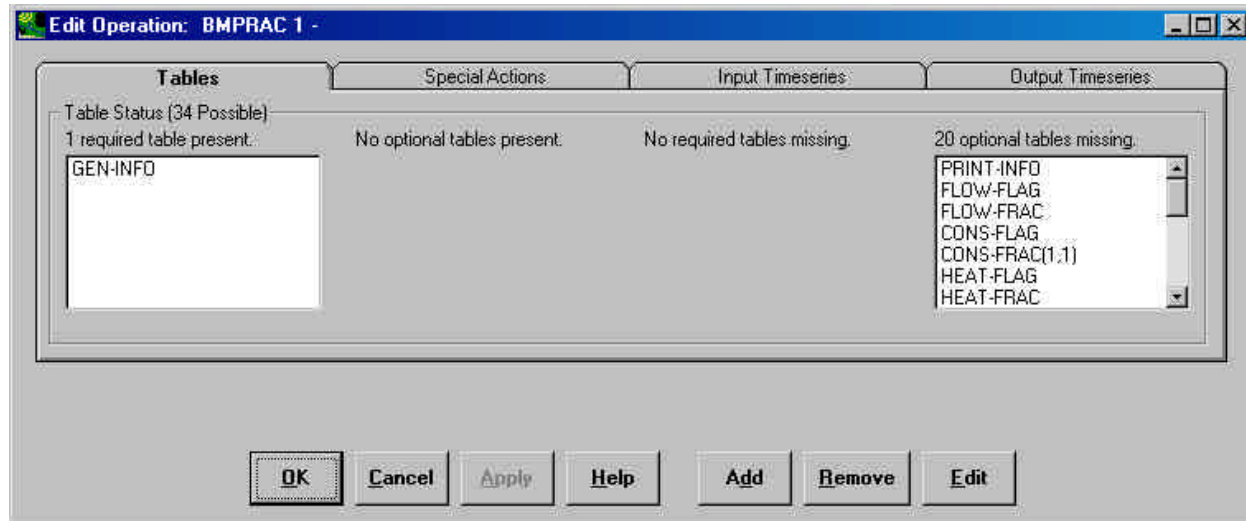 Edit Operation: BMPRAC 1 -
Tables Special Actions Input Timeseries Output Timeseries
Table Status (34 Possible)
1 required table present. No optional tables present. No required tables missing. 20 optional tables missing.
GEN-INFO
PRINT-INFO
FLOW-FLAG
FLOW-FRAC
CONS-FLAG
CONS-FRAC(1,1)
HEAT-FLAG
HEAT-FRAC
OK Cancel Apply Help Add Remove Edit